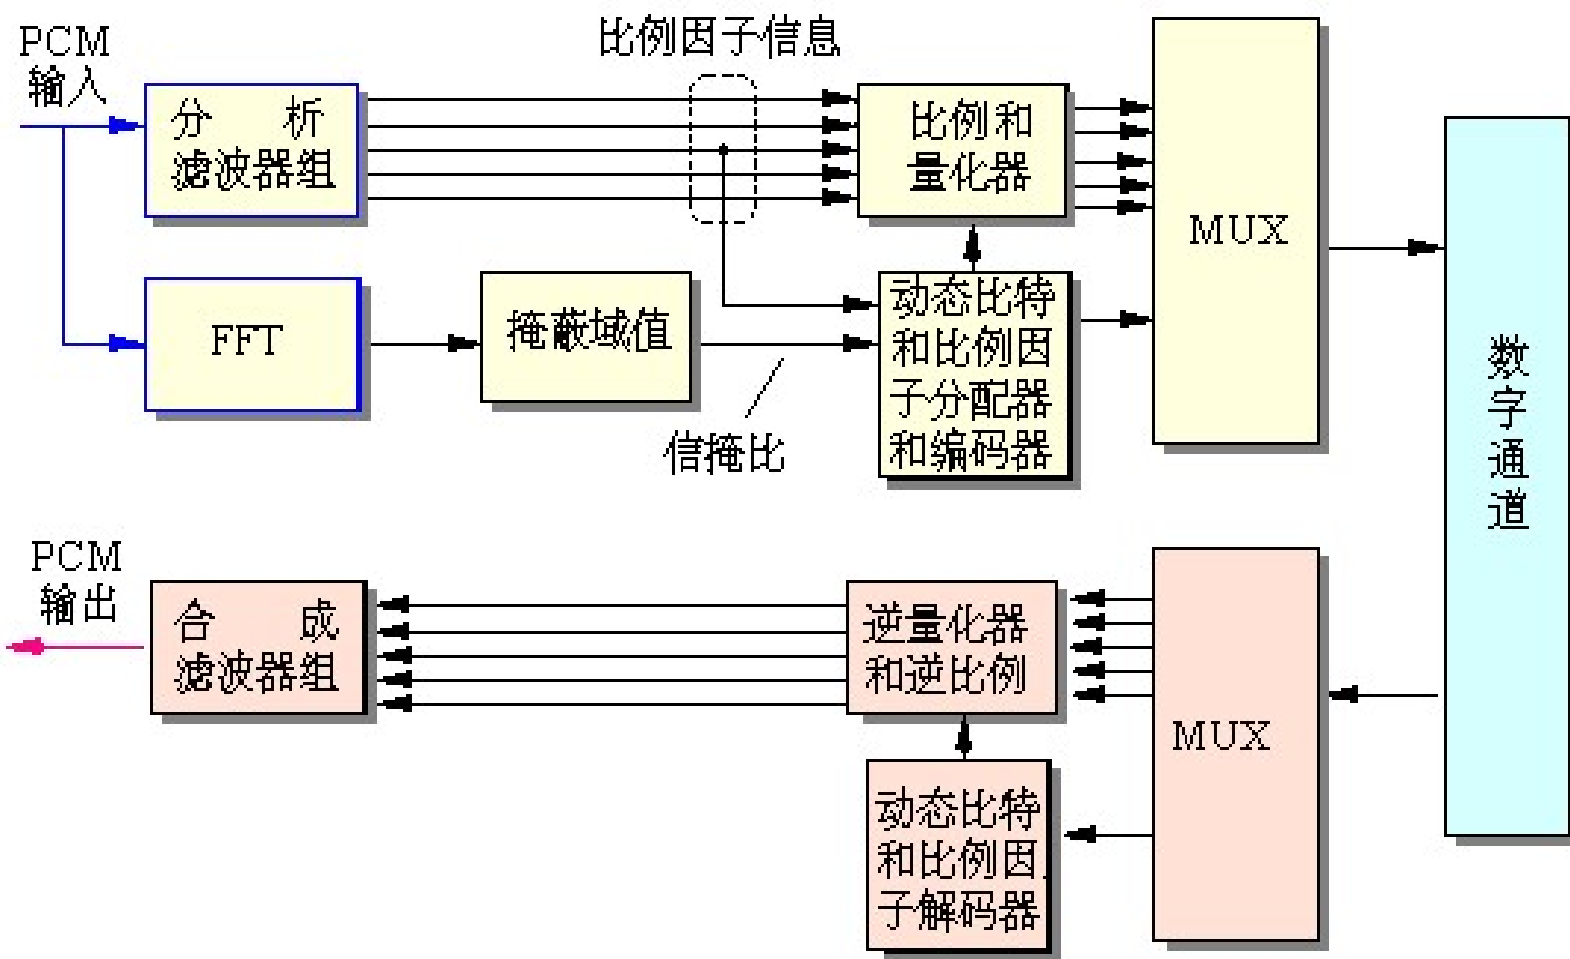 PCM
输入
比例因子信息
分 析
滤波器组
比例和
量化器
MUX
FFT
掩蔽域值
动态比特
和比例因
子分配器
和编码器
信掩比
数
字
通
道
PCM
输出
合 成
滤波器组
逆量化器
和逆比例
MUX
动态比特
和比例因
子解码器